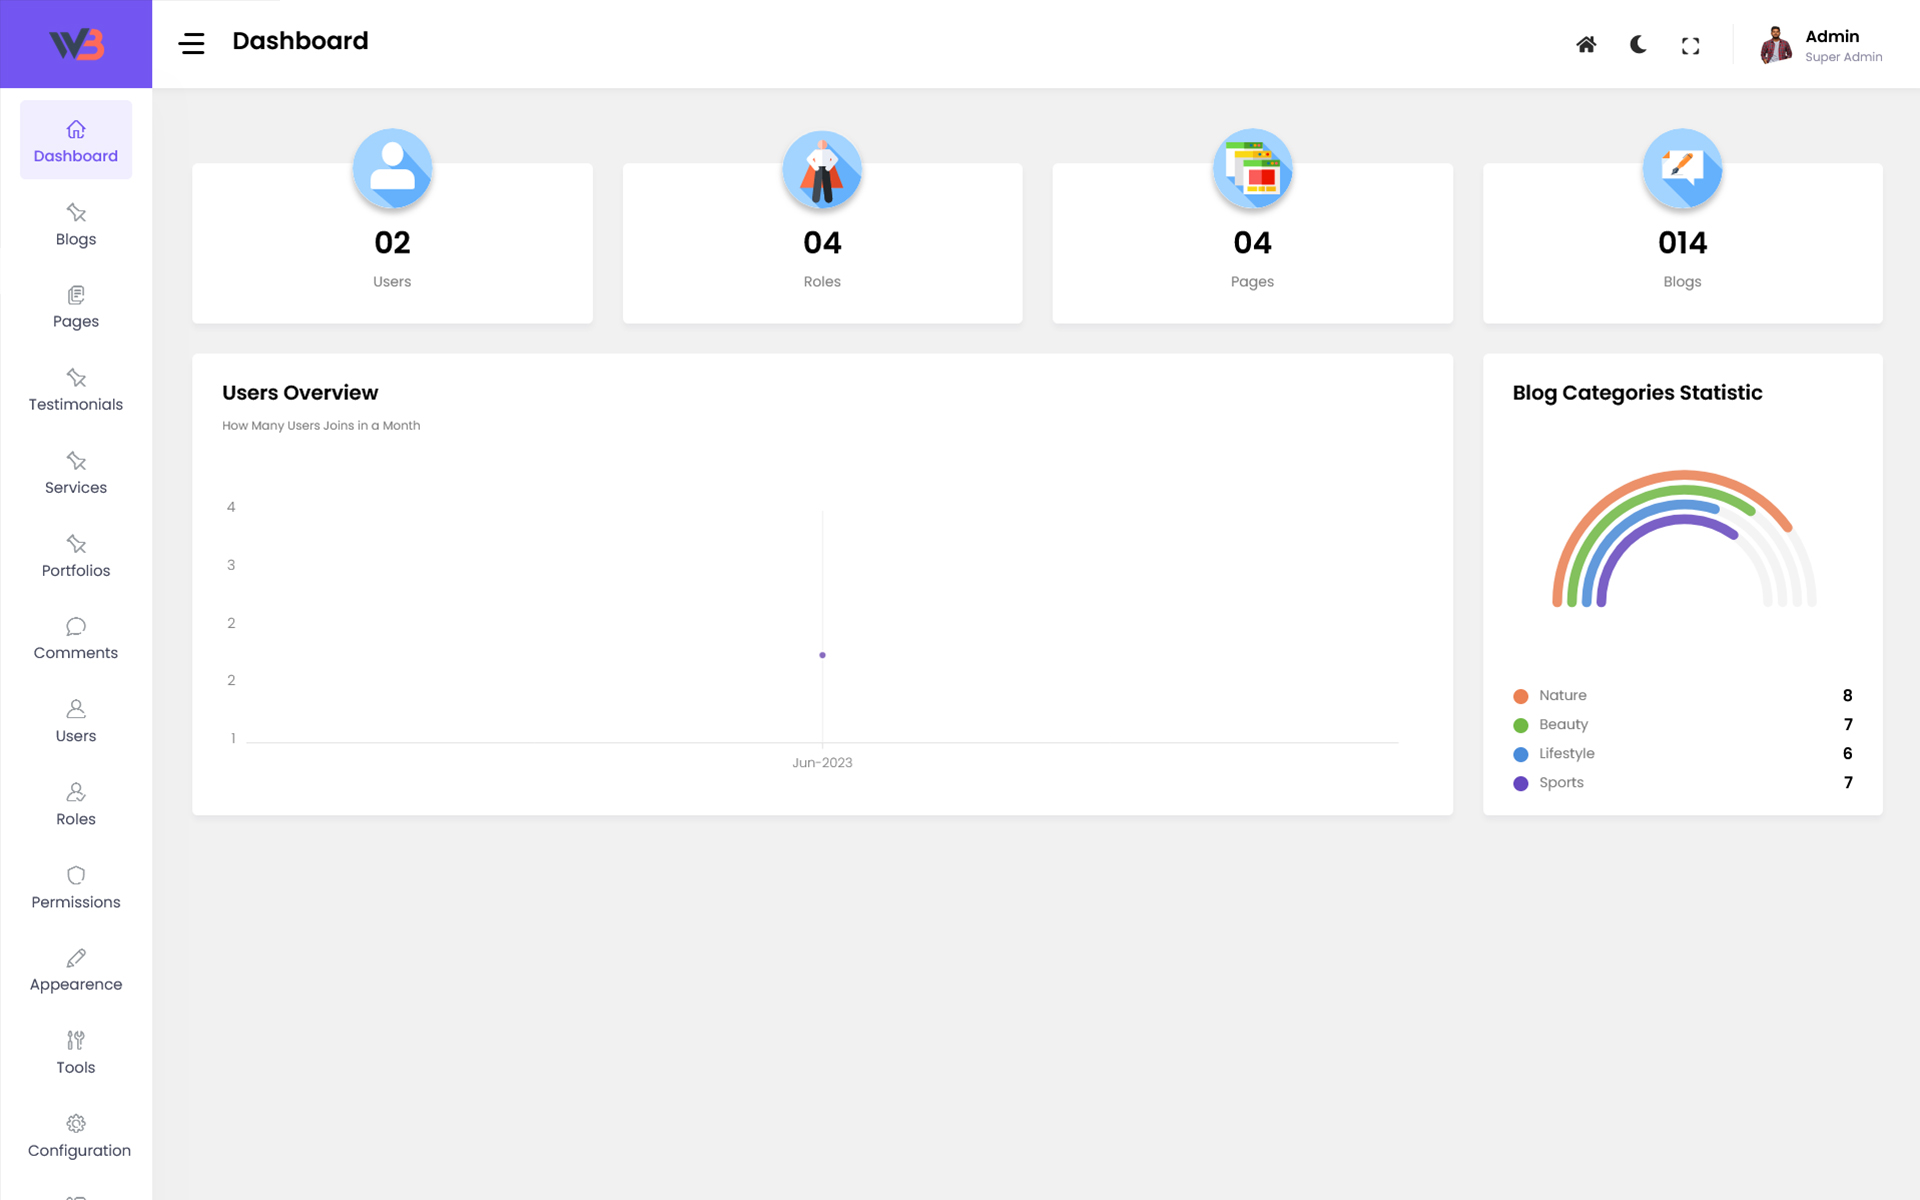 WB
Dashboard
Admin
Super Admin
Dashboard
Blogs
Pages
Testimonials
Services
Portfolios
Comments
Users
Roles
Permissions
Appearence
Tools
Configuration
02
Users
04
Roles
04
Pages
014
Blogs
Users Overview
How Many Users Joins in a Month
4
3
2
2
1
Jun-2023
Blog Categories Statistic
Nature 8
Beauty 7
Lifestyle 6
Sports 7